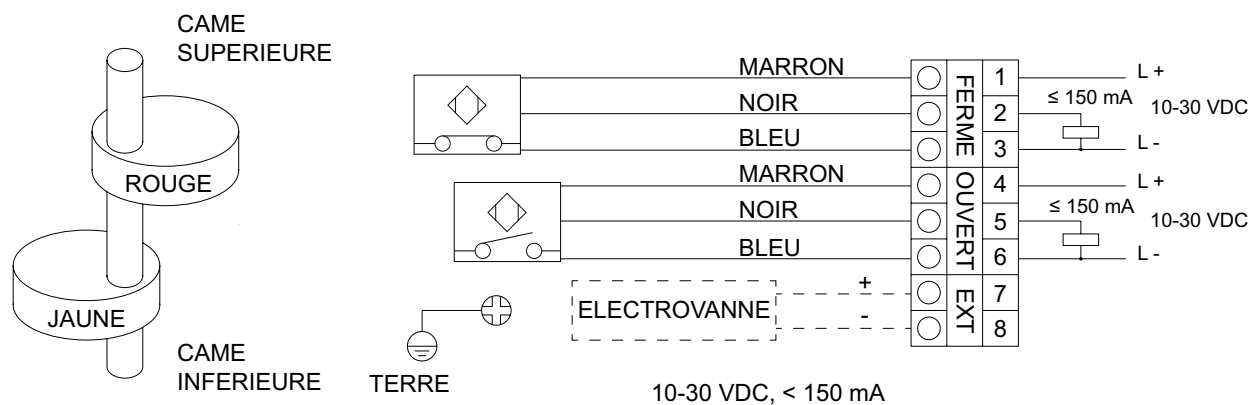 CAME
SUPERIEURE
ROUGE
JAUNE
CAME
INFERIEURE
MARRON
NOIR
BLEU
MARRON
NOIR
BLEU
ELECTROVANNE
+
-
TERRE
FERME
OUVERT
EXT
1
2
3
4
5
6
7
8
L +
≤ 150 mA
10-30 VDC
L -
L +
≤ 150 mA
10-30 VDC
L -
10-30 VDC, < 150 mA